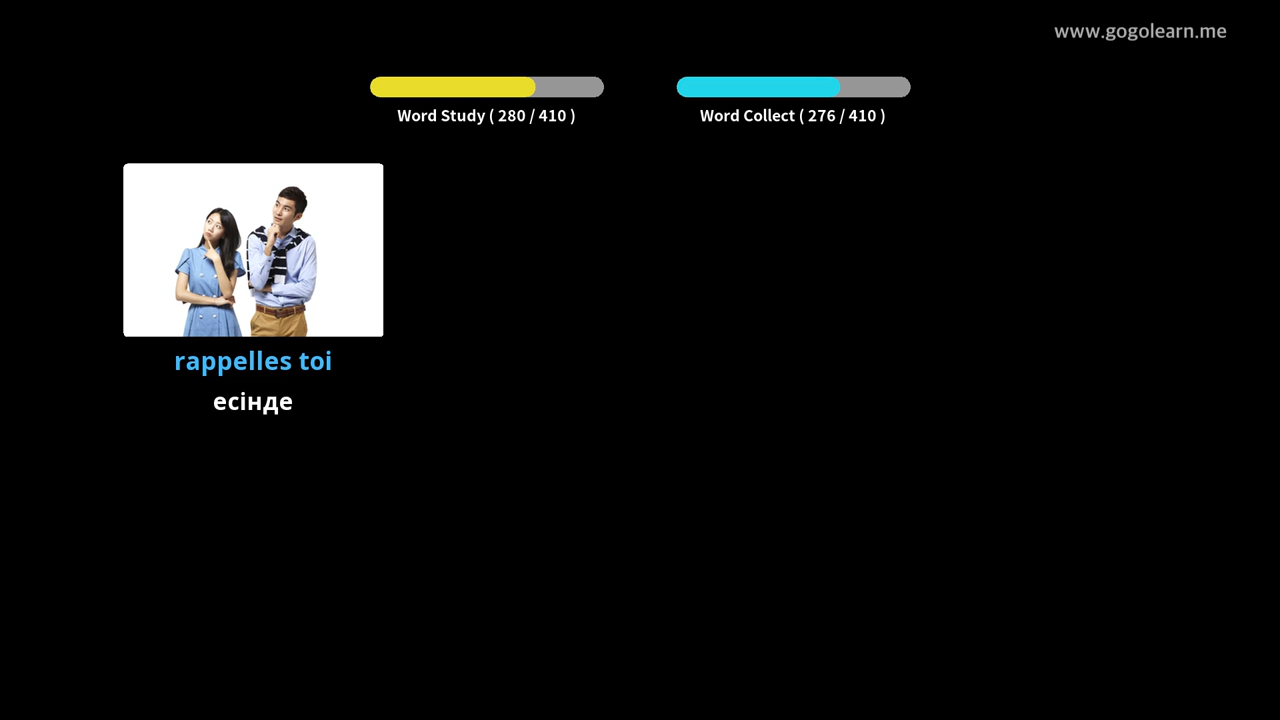 www.gogolearn.me
Word Study ( 280 / 410 )
Word Collect ( 276 / 410 )
rappelles toi
есінде